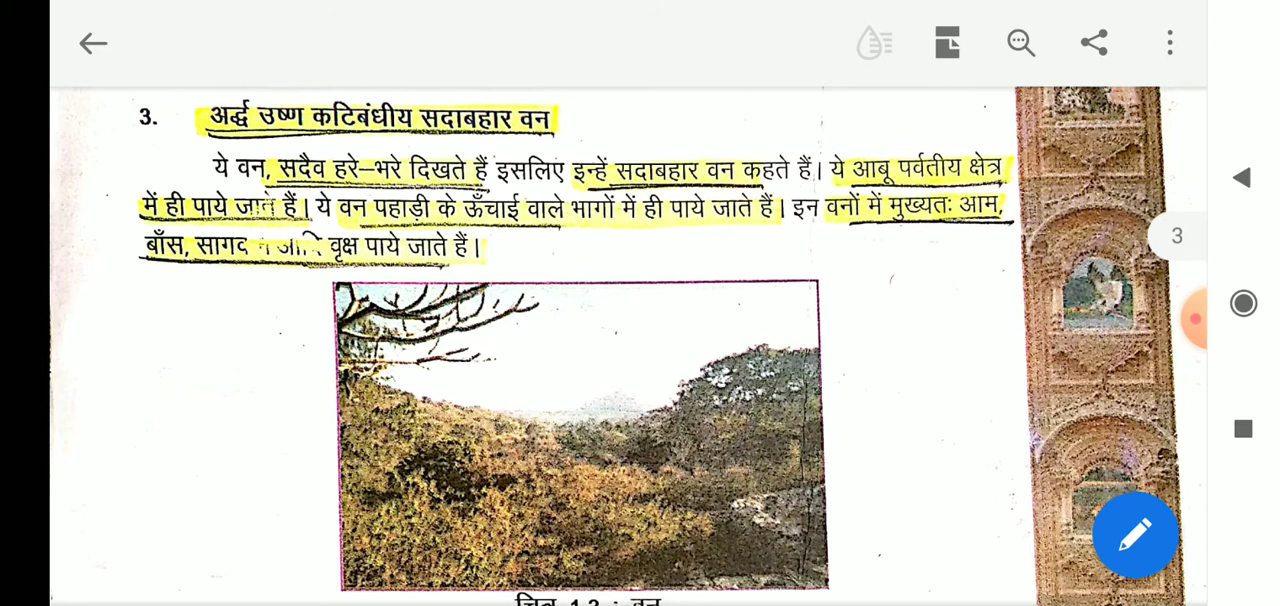 3. अर्द्ध उष्ण कटिबंधीय सदाबहार वन
ये वन, सदैव हरे–भरे दिखते हैं इसलिए इन्हें सदाबहार वन कहते हैं। ये आबू पर्वतीय क्षेत्र
में ही पाये जाते हैं। ये वन पहाड़ी के ऊँचाई वाले भागों में ही पाये जाते हैं। इन वनों में मुख्यतः आम,
बाँस, वृक्ष पाये जाते हैं।
3